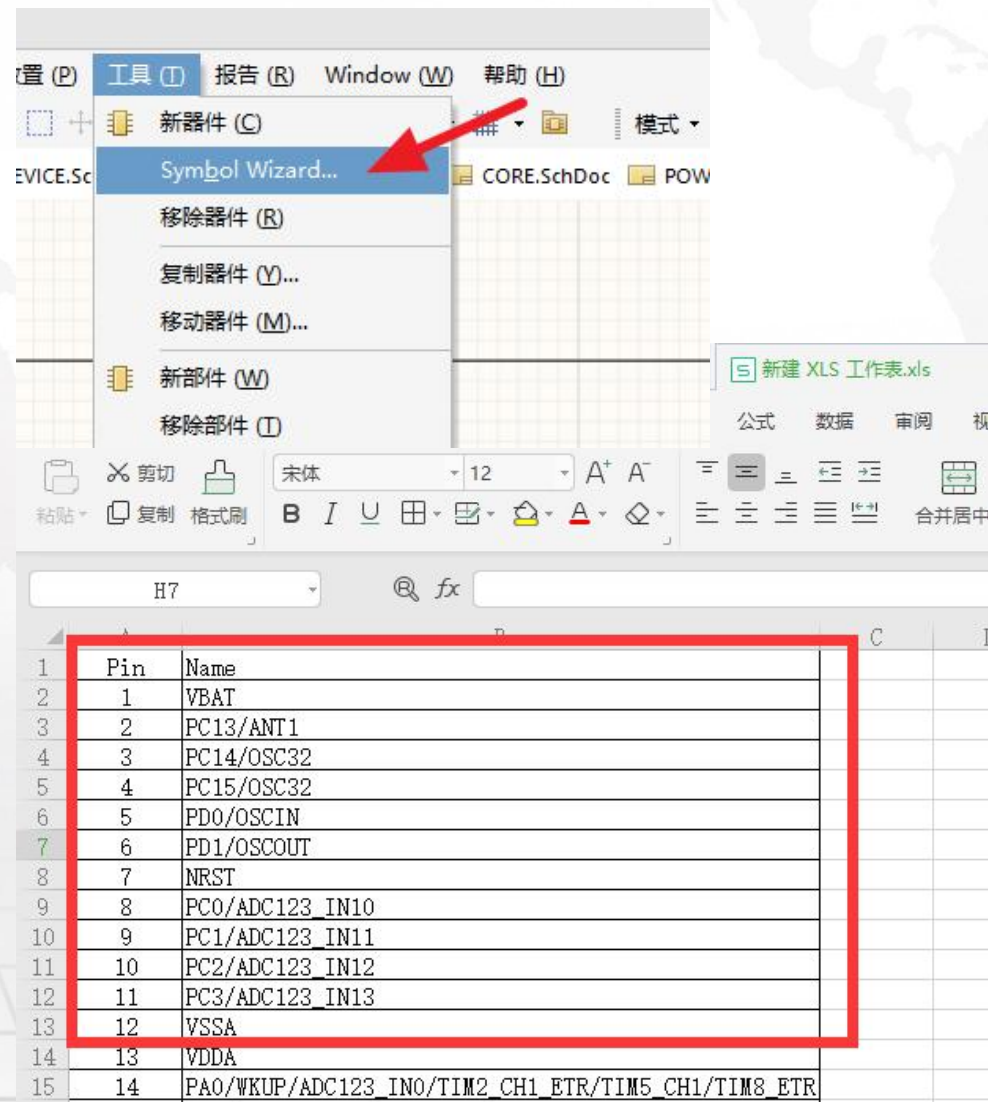 置 (P) 工具 (T) 报告 (R) Window (W) 帮助 (H)
新器件 (C) 模式
Symbol Wizard...
EVICE.Sc CORE.SchDoc POW
移除器件 (R)
复制器件 (Y)...
移动器件 (M)...
新部件 (W)
移除部件 (T)
新建 XLS 工作表.xls
公式 数据 审阅 视
剪切 宋体 12 A+ A-
粘贴 复制 格式刷 B I U A 合并居中
H7 fx
C
1 Pin Name
2 1 VBAT
3 2 PC13/ANT1
4 3 PC14/OSC32
5 4 PC15/OSC32
6 5 PD0/OSCIN
7 6 PD1/OSCOUT
8 7 NRST
9 8 PC0/ADC123_IN10
10 9 PC1/ADC123_IN11
11 10 PC2/ADC123_IN12
12 11 PC3/ADC123_IN13
13 12 VSSA
14 13 VDDA
15 14 PA0/WKUP/ADC123_IN0/TIM2_CH1_ETR/TIM5_CH1/TIM8_ETR